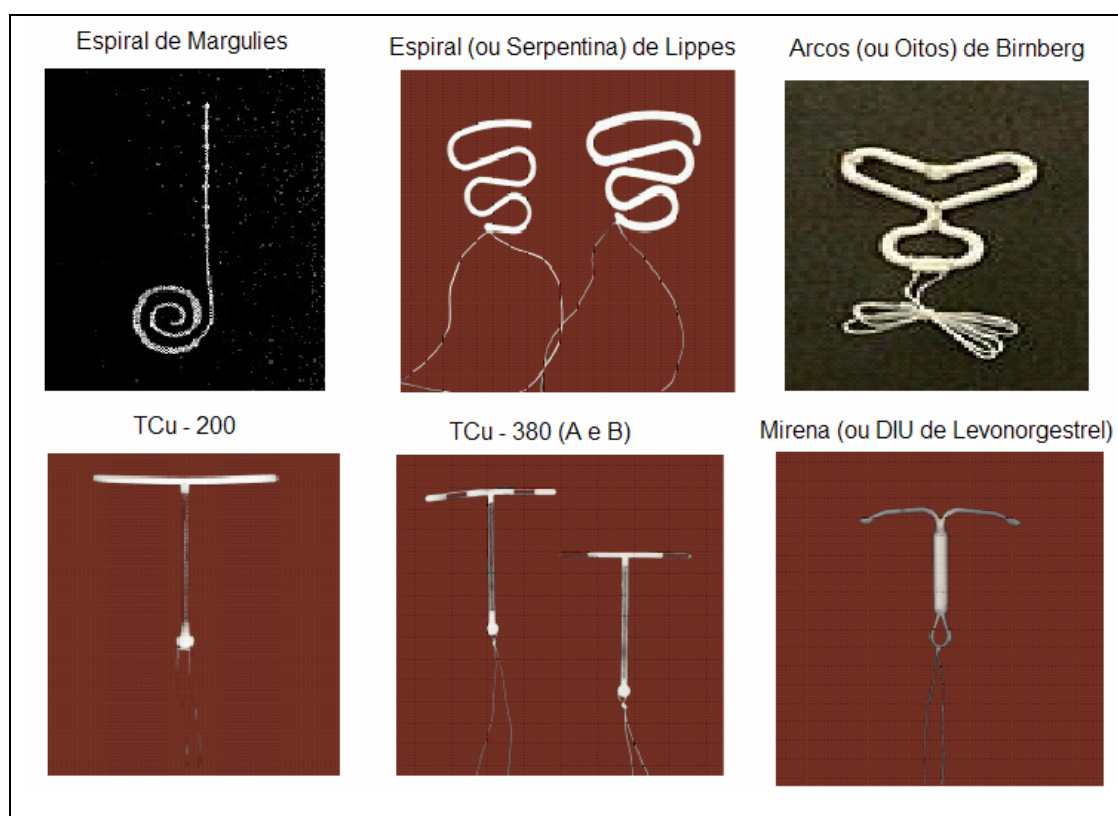 Espiral de Margulies
Espiral (ou Serpentina) de Lippes
Arcos (ou Oitos) de Birnberg
TCu - 200
TCu - 380 (A e B)
Mirena (ou DIU de Levonorgestrel)